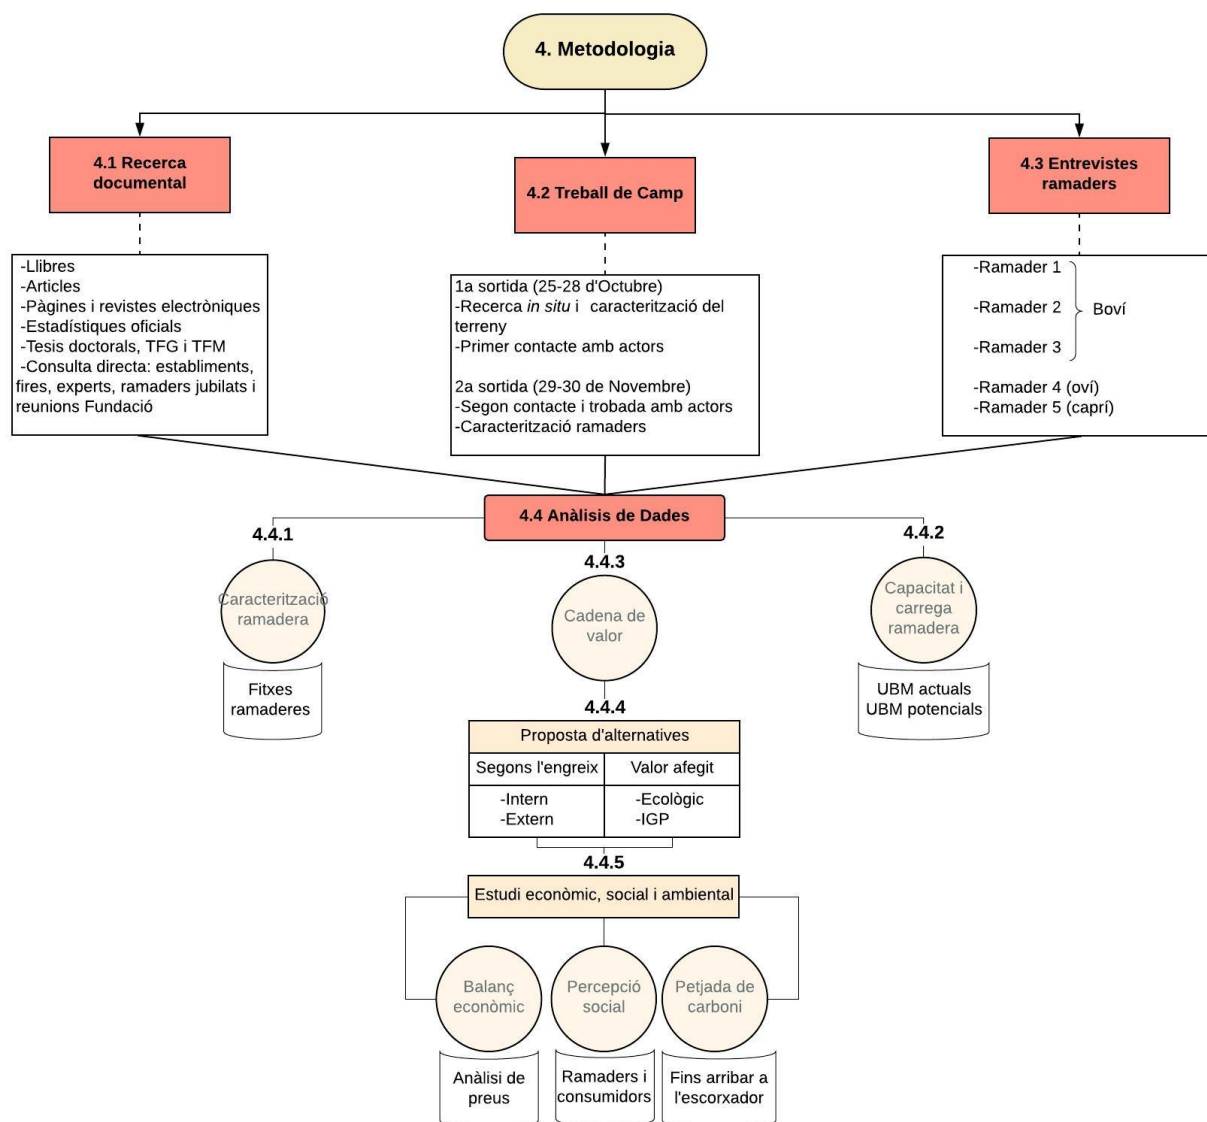 4. Metodologia
4.1 Recerca
documental
4.2 Treball de Camp
4.3 Entrevistes
ramaders
-Llibres
-Articles
-Pàgines i revistes electròniques
-Estadístiques oficials
-Tesis doctorals, TFG i TFM
-Consulta directa: establiments,
fires, experts, ramaders jubilats i
reunions Fundació
1a sortida (25-28 d'Octubre)
-Recerca in situ i caracterització del
terreny
-Primer contacte amb actors
2a sortida (29-30 de Novembre)
-Segon contacte i trobada amb actors
-Caracterització ramaders
-Ramader 1
-Ramader 2
-Ramader 3
Boví
-Ramader 4 (oví)
-Ramader 5 (caprí)
4.4 Anàlisis de Dades
4.4.1
Caracterització
ramadera
Fitxes
ramaderes
4.4.3
Cadena de
valor
4.4.2
Capacitat i
carrega
ramadera
UBM actuals
UBM potencials
4.4.4
Proposta d'alternatives
Segons l'engreix
Valor afegit
-Intern
-Extern
-Ecològic
-IGP
4.4.5
Estudi econòmic, social i ambiental
Balanç
econòmic
Percepció
social
Petjada de
carboni
Anàlisi de
preus
Ramaders i
consumidors
Fins arribar a
l'escorxador